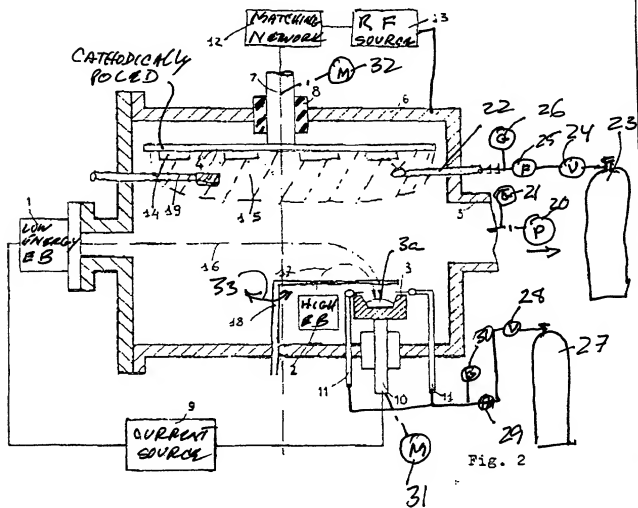 12
MATCHING
NETWORK
RF
SOURCE
13
CATHODICALLY
POLED
7
M
32
8
6
22
26
G
25
P
24
V
23
4
14
19
15
5
G
21
20
P
1
LOW
ENERGY
EB
16
17
3a
3
33
18
HIGH
EB
2
11
10
11
30
G
28
V
27
29
9
CURRENT
SOURCE
M
31
Fig. 2